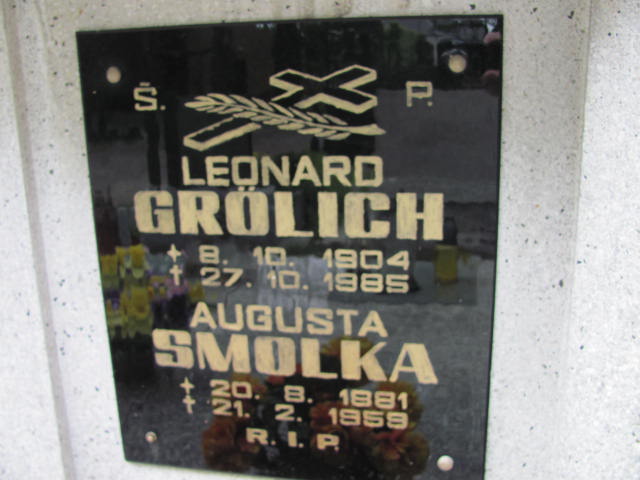 Š. P.
LEONARD
GRÖLICH
+ 8. 10. 1904
† 27. 10. 1985
AUGUSTA
SMOLKA
+ 20. 8. 1881
† 21. 2. 1959
R.I.P.